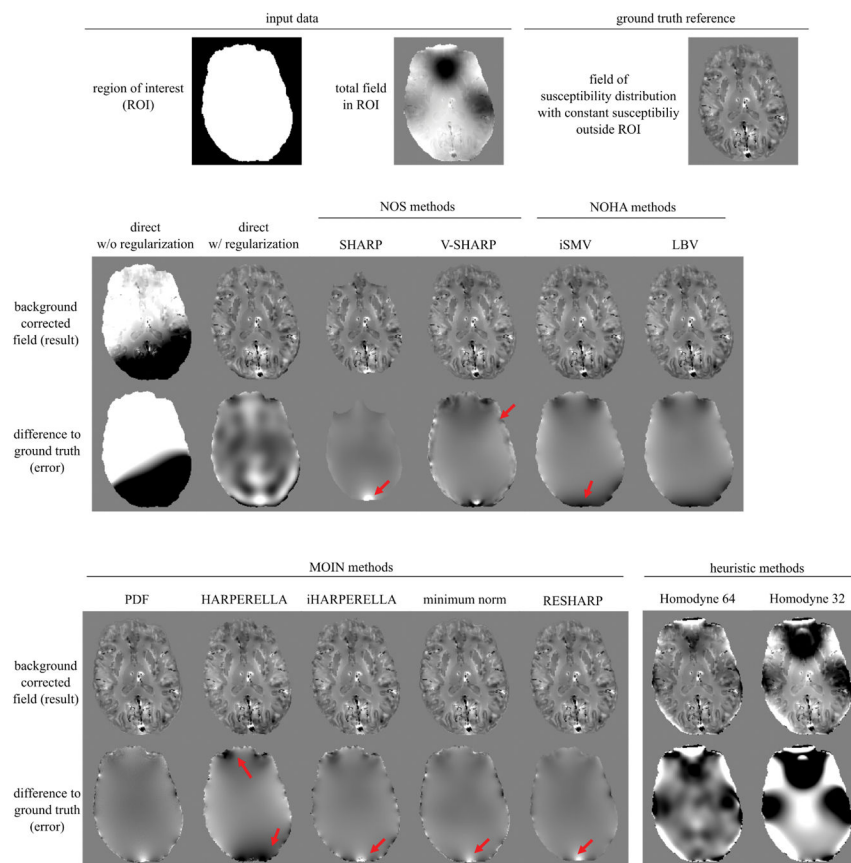 input data
ground truth reference
region of interest
(ROI)
total field
in ROI
field of
susceptibility distribution
with constant susceptibiliy
outside ROI
NOS methods
NOHA methods
direct
w/o regularization
direct
w/ regularization
SHARP
V-SHARP
iSMV
LBV
background
corrected
field (result)
difference to
ground truth
(error)
MOIN methods
heuristic methods
PDF
HARPERELLA
iHARPERELLA
minimum norm
RESHARP
Homodyne 64
Homodyne 32
background
corrected
field (result)
difference to
ground truth
(error)